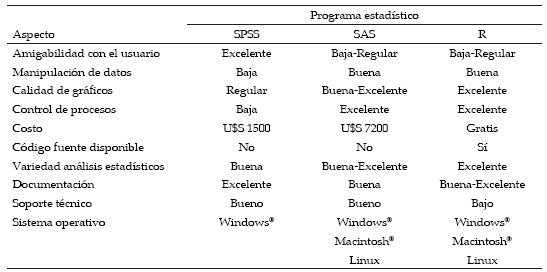 Programa estadístico
Aspecto SPSS SAS R
Amigabilidad con el usuario Excelente Baja-Regular Baja-Regular
Manipulación de datos Baja Buena Buena
Calidad de gráficos Regular Buena-Excelente Excelente
Control de procesos Baja Excelente Excelente
Costo U$S 1500 U$S 7200 Gratis
Código fuente disponible No No Sí
Variedad análisis estadísticos Buena Buena-Excelente Excelente
Documentación Excelente Buena Buena-Excelente
Soporte técnico Bueno Bueno Bajo
Sistema operativo Windows® Windows® Windows®
Macintosh® Macintosh®
Linux Linux